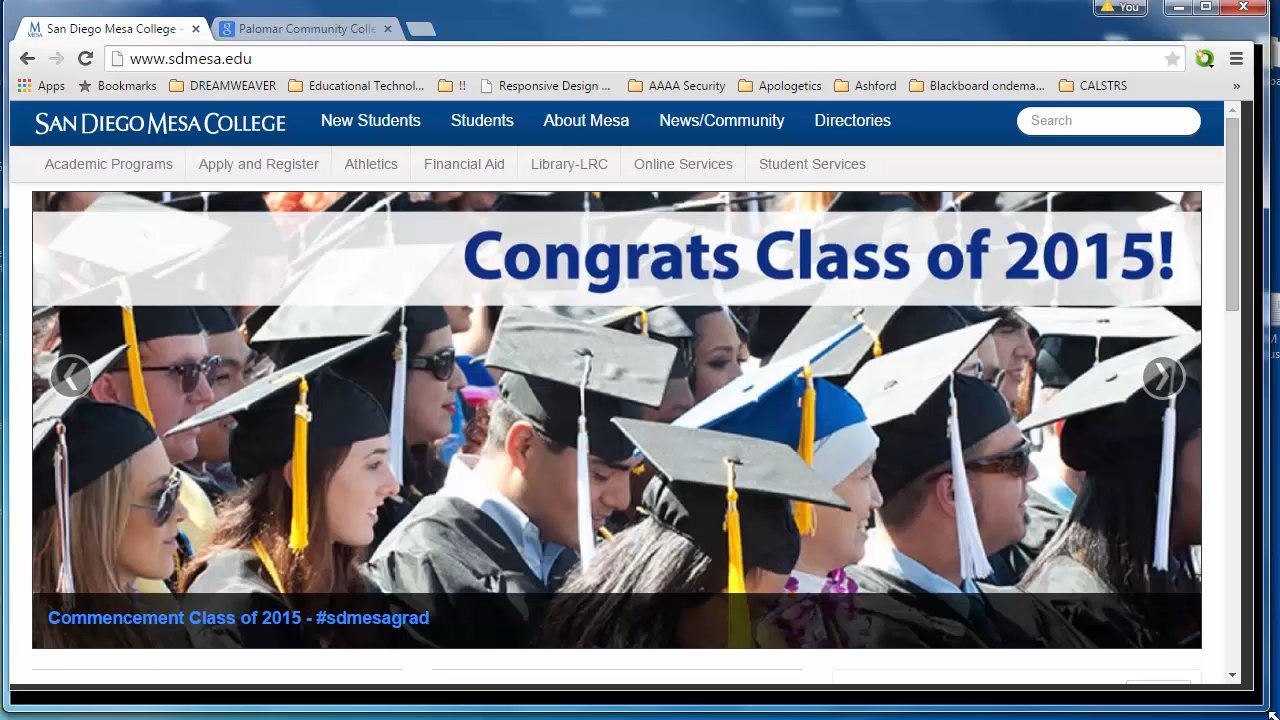 You
San Diego Mesa College -
Palomar Community Colle
www.sdmesa.edu
Apps Bookmarks DREAMWEAVER Educational Technol... !! Responsive Design ... AAAA Security Apologetics Ashford Blackboard ondema... CALSTRS »
SAN DIEGO MESA COLLEGE New Students Students About Mesa News/Community Directories Search
Academic Programs Apply and Register Athletics Financial Aid Library-LRC Online Services Student Services
Congrats Class of 2015!
Commencement Class of 2015 - #sdmesagrad